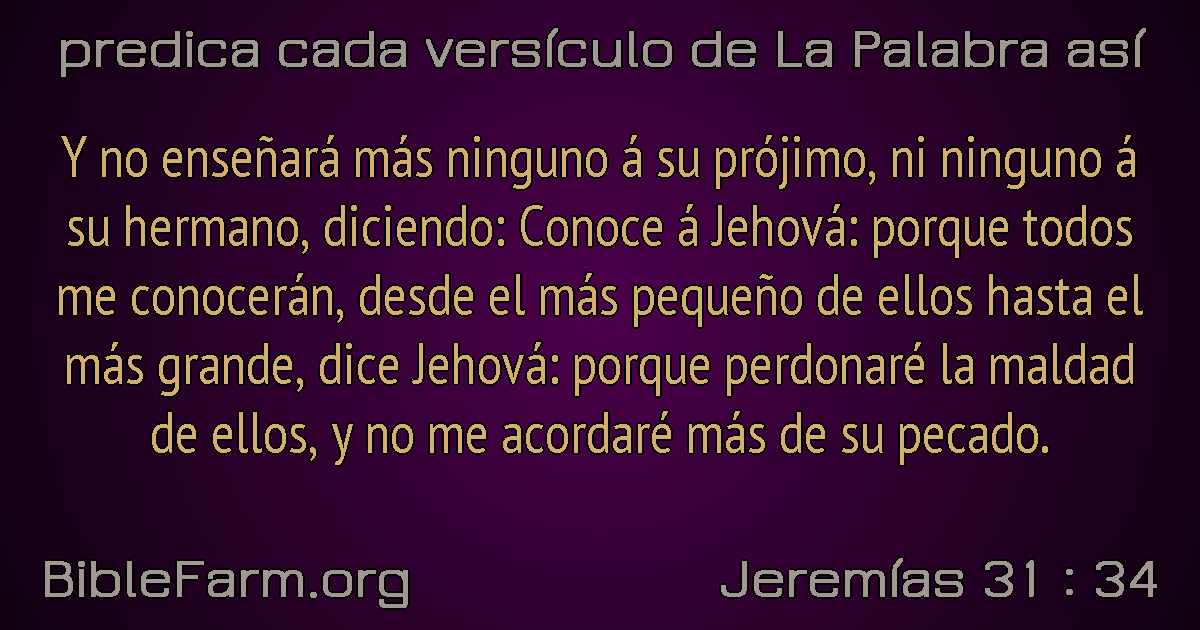 predica cada versículo de La Palabra así
Y no enseñará más ninguno á su prójimo, ni ninguno á
su hermano, diciendo: Conoce á Jehová: porque todos
me conocerán, desde el más pequeño de ellos hasta el
más grande, dice Jehová: porque perdonaré la maldad
de ellos, y no me acordaré más de su pecado.
BibleFarm.org
Jeremías 31 : 34